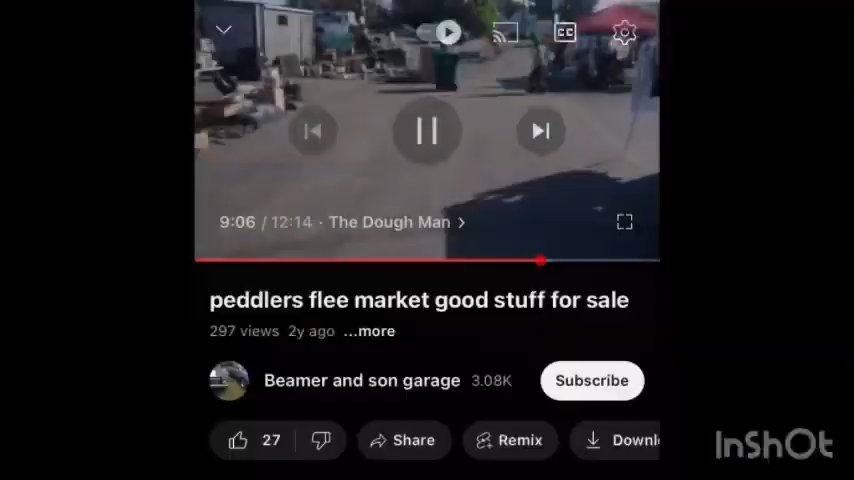 CC
9:06 / 12:14 · The Dough Man >
peddlers flee market good stuff for sale
297 views 2y ago ...more
Beamer and son garage 3.08K Subscribe
27 Share Remix Downl
InShOt